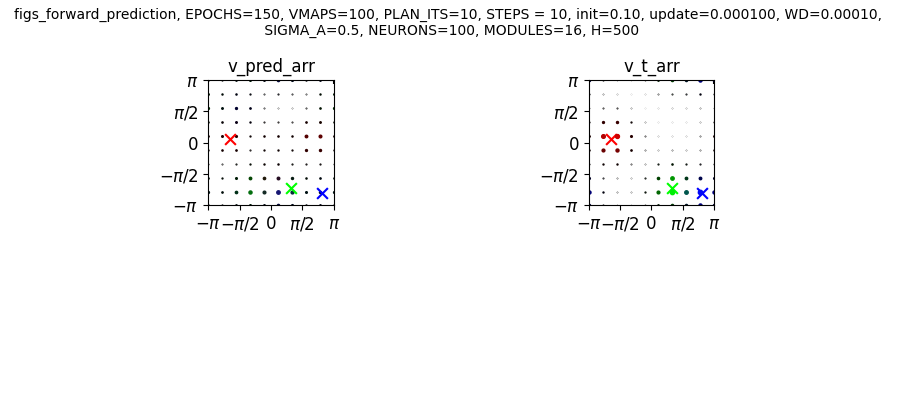 figs_forward_prediction, EPOCHS=150, VMAPS=100, PLAN_ITS=10, STEPS = 10, init=0.10, update=0.000100, WD=0.00010,
SIGMA_A=0.5, NEURONS=100, MODULES=16, H=500
v_pred_arr v_t_arr
π π
π/2 π/2
0 0
−π/2 −π/2
−π −π
−π −π/2 0 π/2 π −π −π/2 0 π/2 π